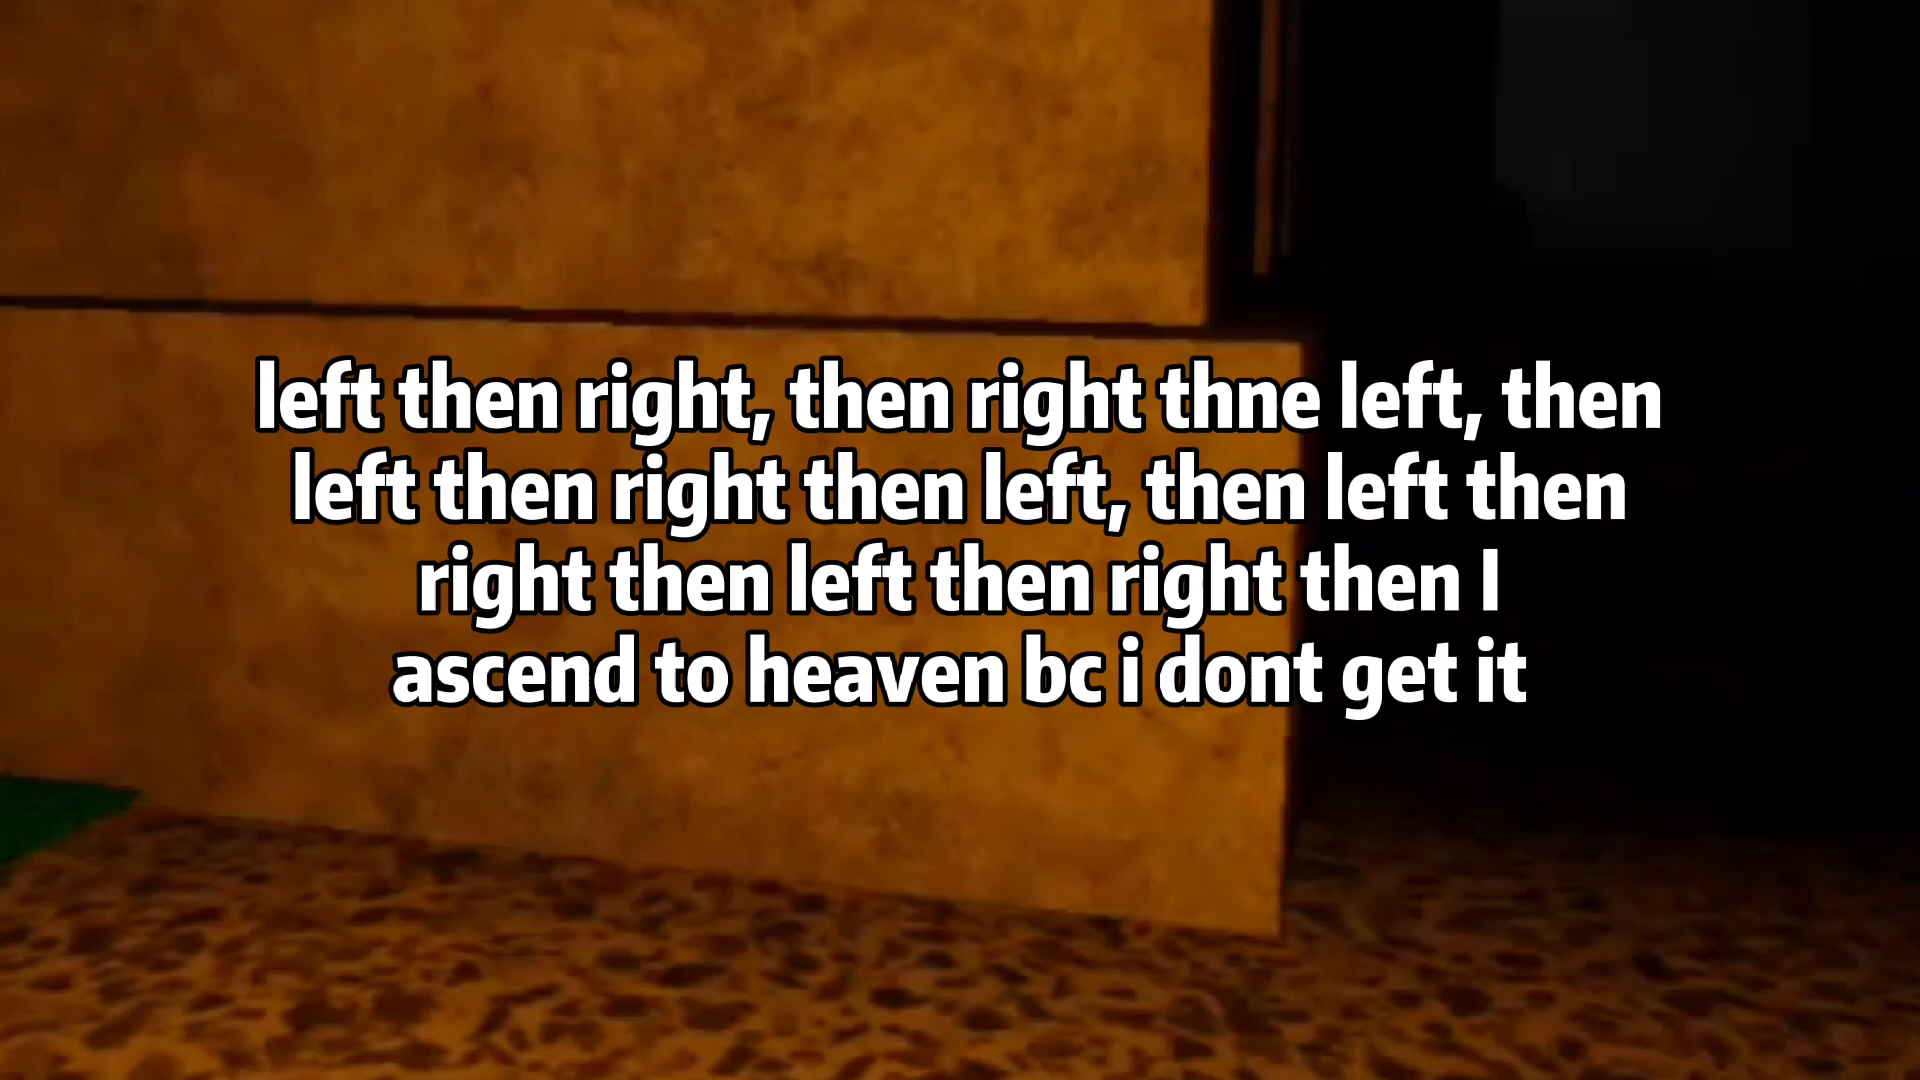 left then right, then right thne left, then
left then right then left, then left then
right then left then right then I
ascend to heaven bc i dont get it